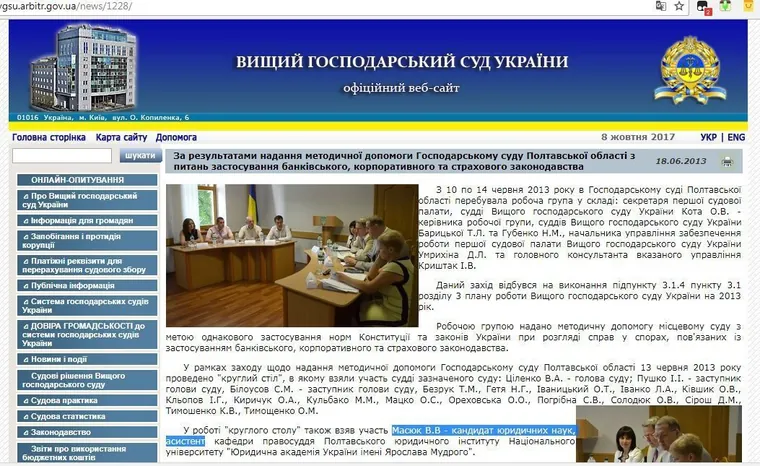 ygsu.arbitr.gov.ua/news/1228/
ВИЩИЙ ГОСПОДАРСЬКИЙ СУД УКРАЇНИ
офіційний веб-сайт
01016 Україна, м. Київ, вул. О. Копиленка, 6
Головна сторінка Карта сайту Допомога
8 жовтня 2017 УКР | ENG
шукати
ОНЛАЙН-ОПИТУВАННЯ
Про Вищий господарський
суд України
Інформація для громадян
Запобігання і протидія
корупції
Платіжні реквізити для
перерахування судового збору
Публічна інформація
Система господарських судів
України
ДОВІРА ГРОМАДСЬКОСТІ до
системи господарських судів
України
Новини і події
Судові рішення Вищого
господарського суду
Судова практика
Судова статистика
Законодавство
Звіти про використання
бюджетних коштів
За результатами надання методичної допомоги Господарському суду Полтавської області з
питань застосування банківського, корпоративного та страхового законодавства
18.06.2013
З 10 по 14 червня 2013 року в Господарському суді Полтавської
області перебувала робоча група у складі: секретаря першої судової
палати, судді Вищого господарського суду України Кота О.В. -
керівника робочої групи, суддів Вищого господарського суду України
Барицької Т.Л. та Губенко Н.М., начальника управління забезпечення
роботи першої судової палати Вищого господарського суду України
Умрихіна Д.Л. та головного консультанта вказаного управління
Криштак І.В.
Даний захід відбувся на виконання підпункту 3.1.4 пункту 3.1
розділу 3 плану роботи Вищого господарського суду України на 2013
рік.
Робочою групою надано методичну допомогу місцевому суду з
метою однакового застосування норм Конституції та законів України при розгляді справ у спорах, пов'язаних із
застосуванням банківського, корпоративного та страхового законодавства.
У рамках заходу щодо надання методичної допомоги Господарському суду Полтавської області 13 червня 2013 року
проведено "круглий стіл", в якому взяли участь судді зазначеного суду: Ціленко В.А. - голова суду; Пушко І.І. - заступник
голови суду, Білоусов С.М. - заступник голови суду, Безрук Т.М., Гетя Н.Г., Іваницький О.Т., Іванко Л.А., Ківшик О.В.,
Кльопов І.Г., Киричук О.А., Кульбако М.М., Мацко О.С., Ореховська О.О., Погрібна С.В., Солодюк О.В., Сірош Д.М.,
Тимошенко К.В., Тимощенко О.М.
У роботі "круглого столу" також взяв участь Масюк В.В - кандидат юридичних наук,
асистент кафедри правосуддя Полтавського юридичного інституту Національного
університету "Юридична академія України імені Ярослава Мудрого".